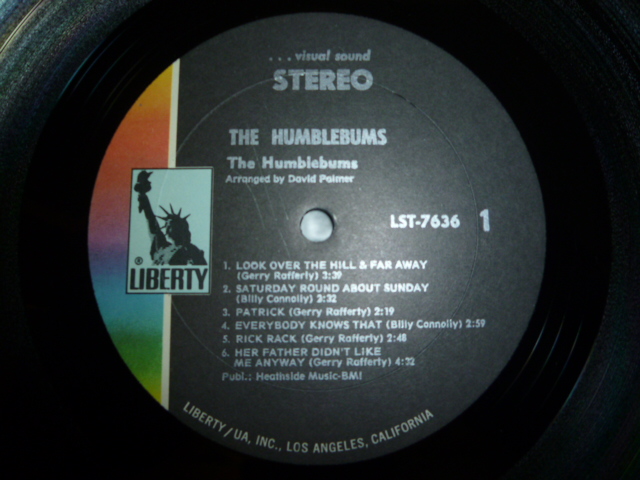 ...visual sound
STEREO
THE HUMBLEBUMS
The Humblebums
Arranged by David Palmer
LST-7636 1
1. LOOK OVER THE HILL & FAR AWAY
(Gerry Rafferty) 3:39
2. SATURDAY ROUND ABOUT SUNDAY
(Billy Connolly) 2:32
3. PATRICK (Gerry Rafferty) 2:19
4. EVERYBODY KNOWS THAT (Billy Connolly) 2:59
5. RICK RACK (Gerry Rafferty) 2:48
6. HER FATHER DIDN'T LIKE
ME ANYWAY (Gerry Rafferty) 4:32
Publ.: Heathside Music-BMI
® LIBERTY
LIBERTY/UA, INC., LOS ANGELES, CALIFORNIA